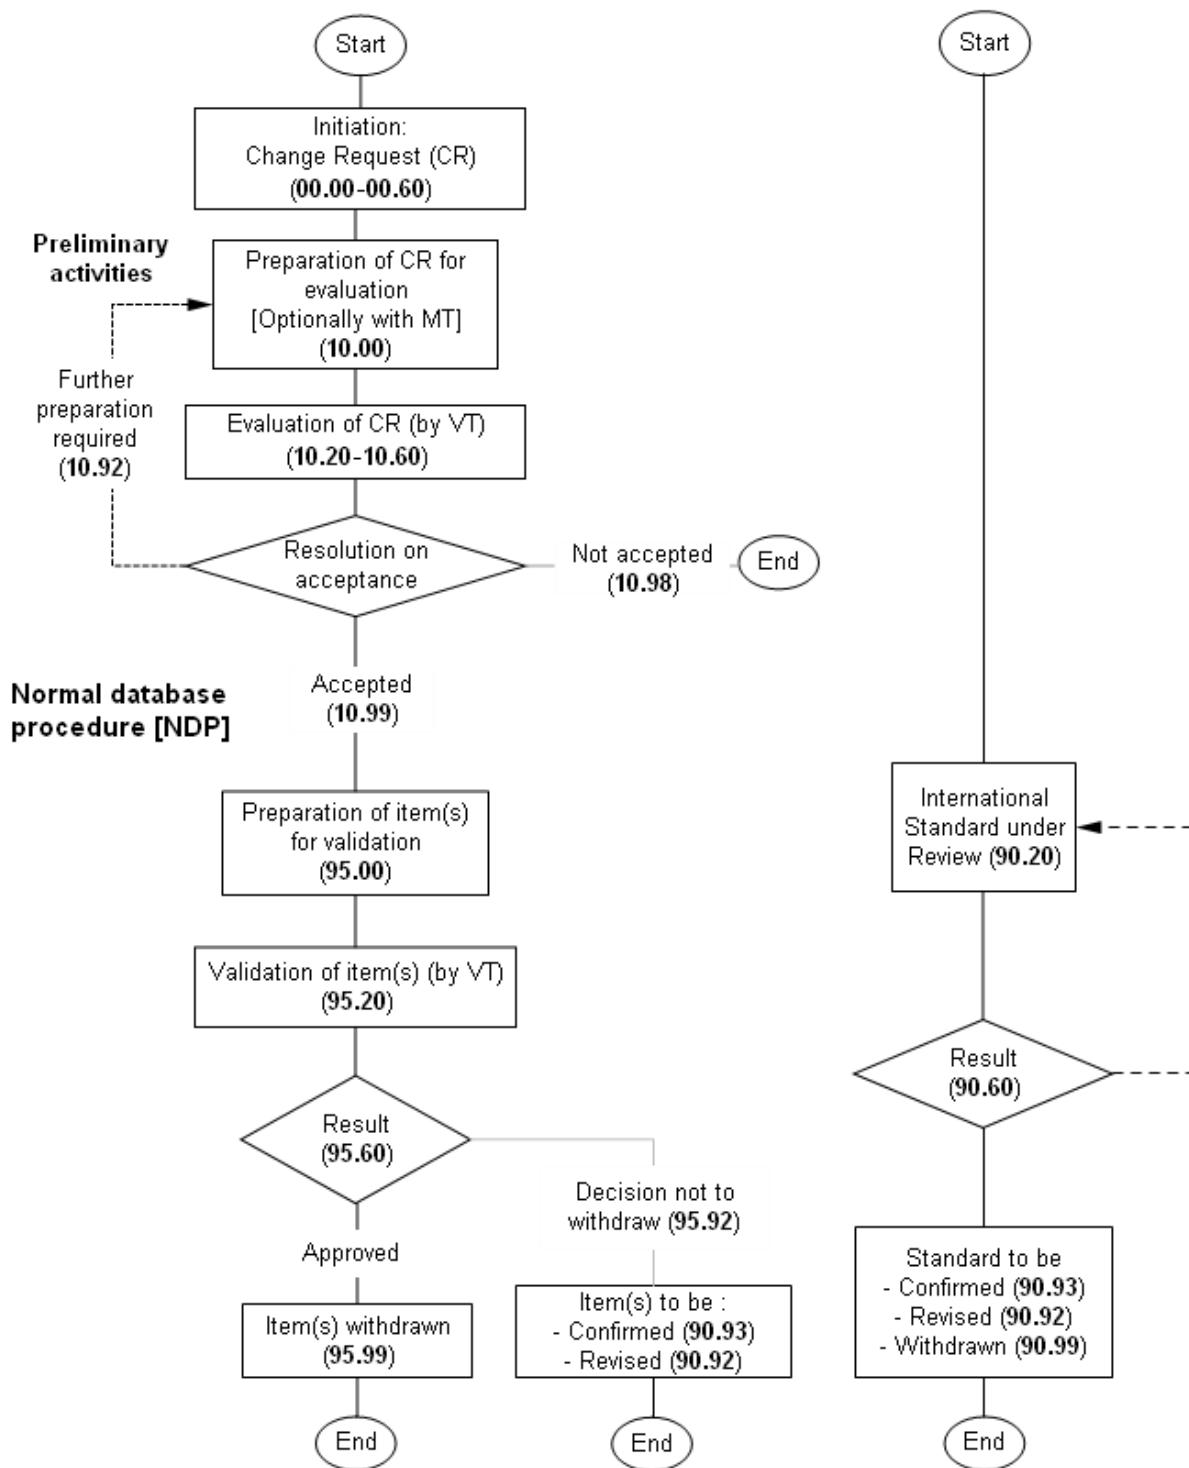 Start
Initiation:
Change Request (CR)
(00.00-00.60)
Preliminary
activities
Preparation of CR for
evaluation
[Optionally with MT]
(10.00)
Further
preparation
required
(10.92)
Evaluation of CR (by VT)
(10.20-10.60)
Resolution on
acceptance
Not accepted
(10.98)
End
Normal database
procedure [NDP]
Accepted
(10.99)
Preparation of item(s)
for validation
(95.00)
Validation of item(s) (by VT)
(95.20)
Result
(95.60)
Decision not to
withdraw (95.92)
Approved
Item(s) withdrawn
(95.99)
End
Item(s) to be :
- Confirmed (90.93)
- Revised (90.92)
End
Start
International
Standard under
Review (90.20)
Result
(90.60)
Standard to be
- Confirmed (90.93)
- Revised (90.92)
- Withdrawn (90.99)
End